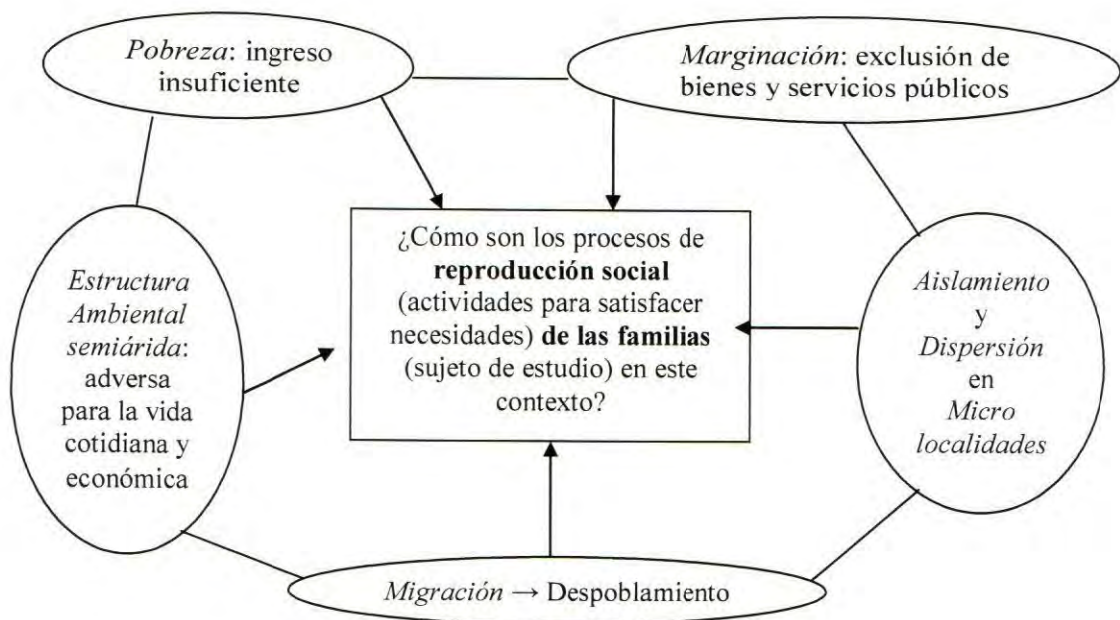 Pobreza: ingreso
insuficiente
Marginación: exclusión de
bienes y servicios públicos
¿Cómo son los procesos de
reproducción social
(actividades para satisfacer
necesidades) de las familias
(sujeto de estudio) en este
contexto?
Estructura
Ambiental
semiárida:
adversa
para la vida
cotidiana y
económica
Aislamiento
y
Dispersión
en
Micro
localidades
Migración → Despoblamiento